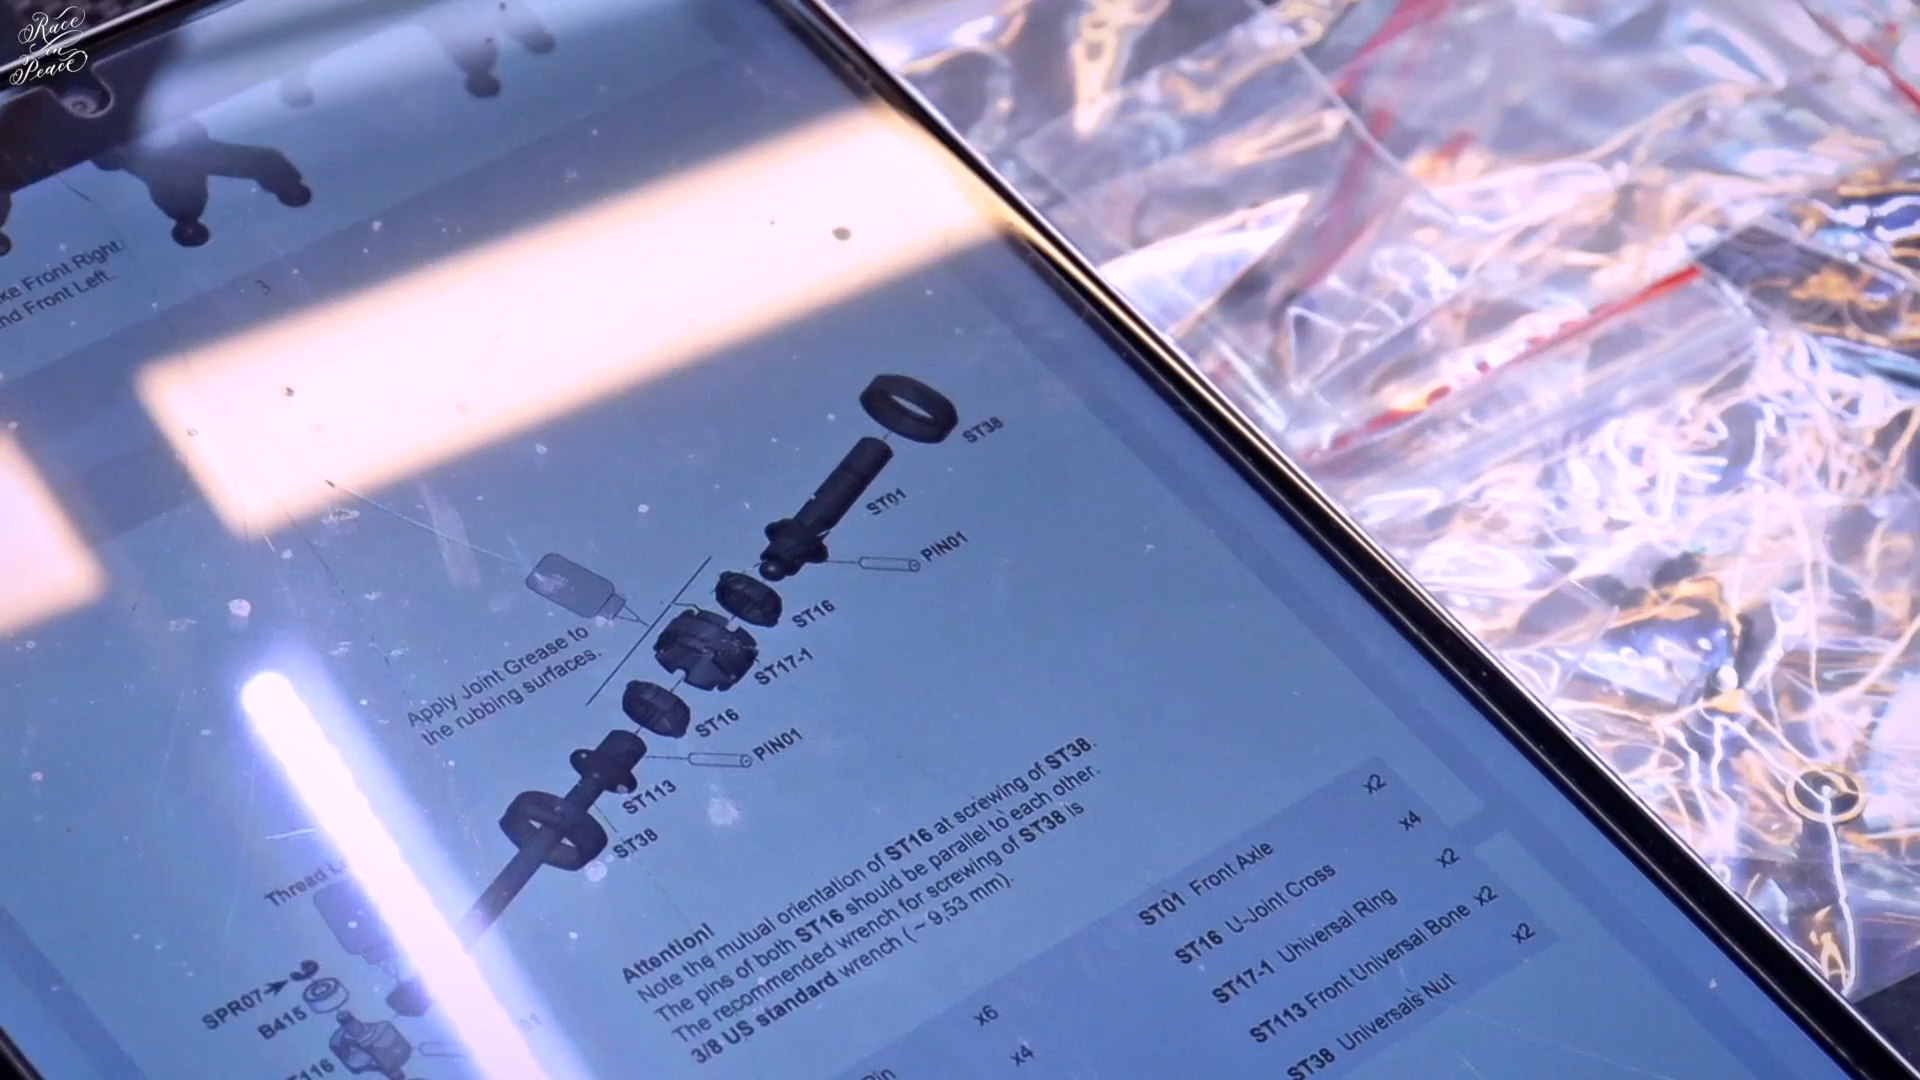 Race
in
Peace
ke Front Right
nd Front Left.
3
ST38
ST01
PIN01
ST16
ST17-1
Apply Joint Grease to
the rubbing surfaces.
ST16
PIN01
ST113
ST38
Thread
SPR07
B415
T116
Attention!
Note the mutual orientation of ST16 at screwing of ST38.
The pins of both ST16 should be parallel to each other.
The recommended wrench for screwing of ST38 is
3/8 US standard wrench (~ 9,53 mm).
ST01 Front Axle x2
ST16 U-Joint Cross x4
ST17-1 Universal Ring x2
ST113 Front Universal Bone x2
ST38 Universals Nut x2
x6
Pin x4